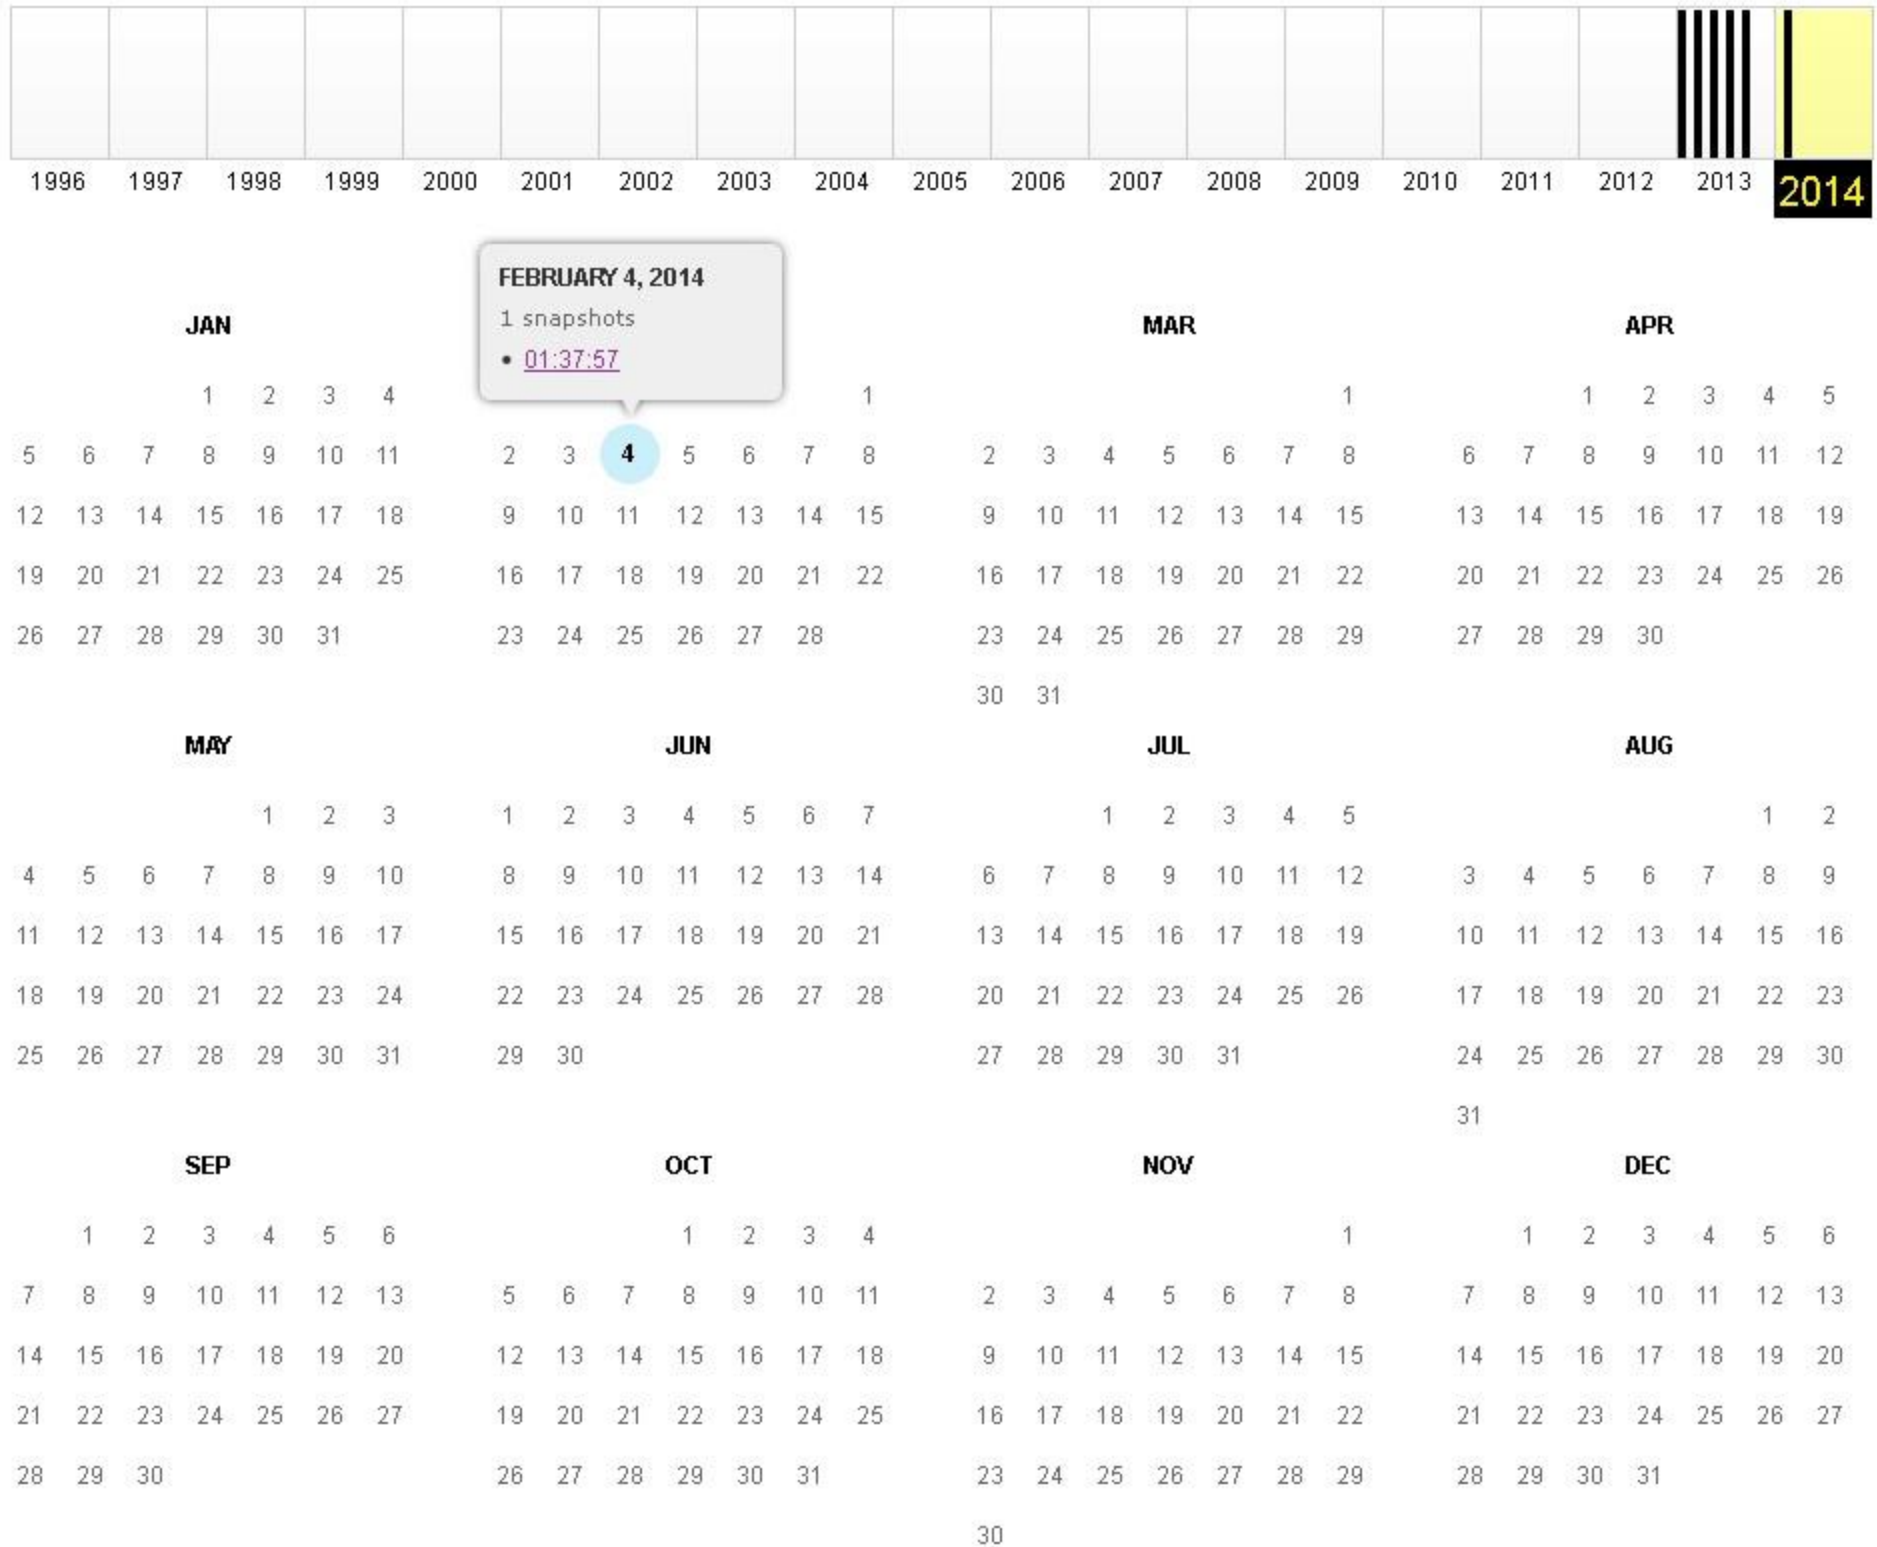 1996 1997 1998 1999 2000 2001 2002 2003 2004 2005 2006 2007 2008 2009 2010 2011 2012 2013 2014
FEBRUARY 4, 2014
1 snapshots
• 01:37:57
JAN
1 2 3 4
5 6 7 8 9 10 11
12 13 14 15 16 17 18
19 20 21 22 23 24 25
26 27 28 29 30 31
1
2 3 4 5 6 7 8
9 10 11 12 13 14 15
16 17 18 19 20 21 22
23 24 25 26 27 28
MAR
1
2 3 4 5 6 7 8
9 10 11 12 13 14 15
16 17 18 19 20 21 22
23 24 25 26 27 28 29
30 31
APR
1 2 3 4 5
6 7 8 9 10 11 12
13 14 15 16 17 18 19
20 21 22 23 24 25 26
27 28 29 30
MAY
1 2 3
4 5 6 7 8 9 10
11 12 13 14 15 16 17
18 19 20 21 22 23 24
25 26 27 28 29 30 31
JUN
1 2 3 4 5 6 7
8 9 10 11 12 13 14
15 16 17 18 19 20 21
22 23 24 25 26 27 28
29 30
JUL
1 2 3 4 5
6 7 8 9 10 11 12
13 14 15 16 17 18 19
20 21 22 23 24 25 26
27 28 29 30 31
AUG
1 2
3 4 5 6 7 8 9
10 11 12 13 14 15 16
17 18 19 20 21 22 23
24 25 26 27 28 29 30
31
SEP
1 2 3 4 5 6
7 8 9 10 11 12 13
14 15 16 17 18 19 20
21 22 23 24 25 26 27
28 29 30
OCT
1 2 3 4
5 6 7 8 9 10 11
12 13 14 15 16 17 18
19 20 21 22 23 24 25
26 27 28 29 30 31
NOV
1
2 3 4 5 6 7 8
9 10 11 12 13 14 15
16 17 18 19 20 21 22
23 24 25 26 27 28 29
30
DEC
1 2 3 4 5 6
7 8 9 10 11 12 13
14 15 16 17 18 19 20
21 22 23 24 25 26 27
28 29 30 31